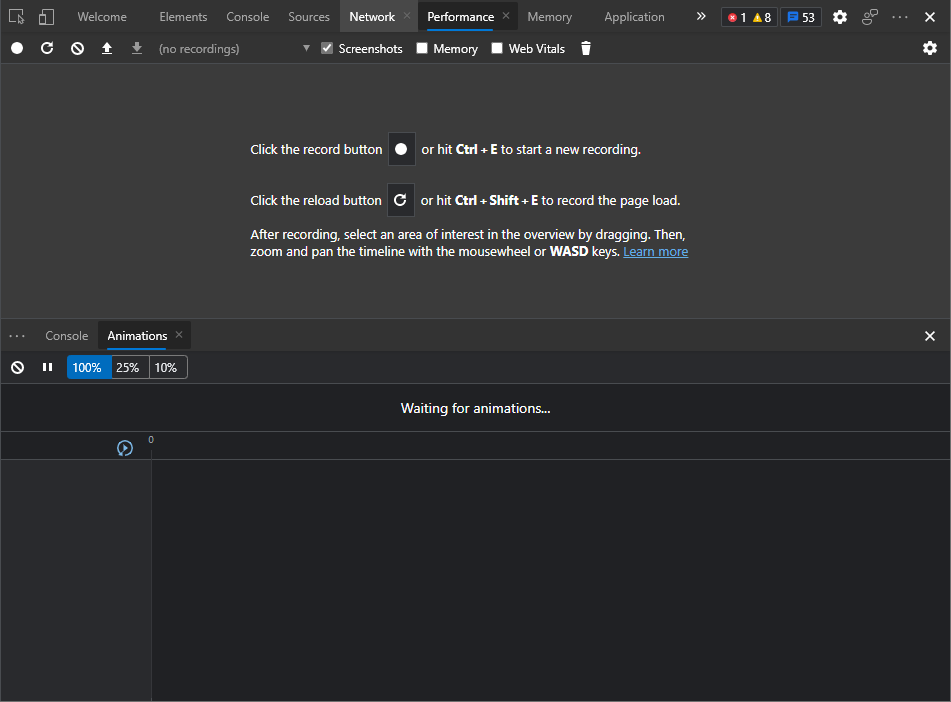 Welcome Elements Console Sources Network Performance Memory Application 1 8 53
(no recordings) Screenshots Memory Web Vitals
Click the record button or hit Ctrl + E to start a new recording.
Click the reload button or hit Ctrl + Shift + E to record the page load.
After recording, select an area of interest in the overview by dragging. Then,
zoom and pan the timeline with the mousewheel or WASD keys. Learn more
Console Animations
100% 25% 10%
Waiting for animations...
0